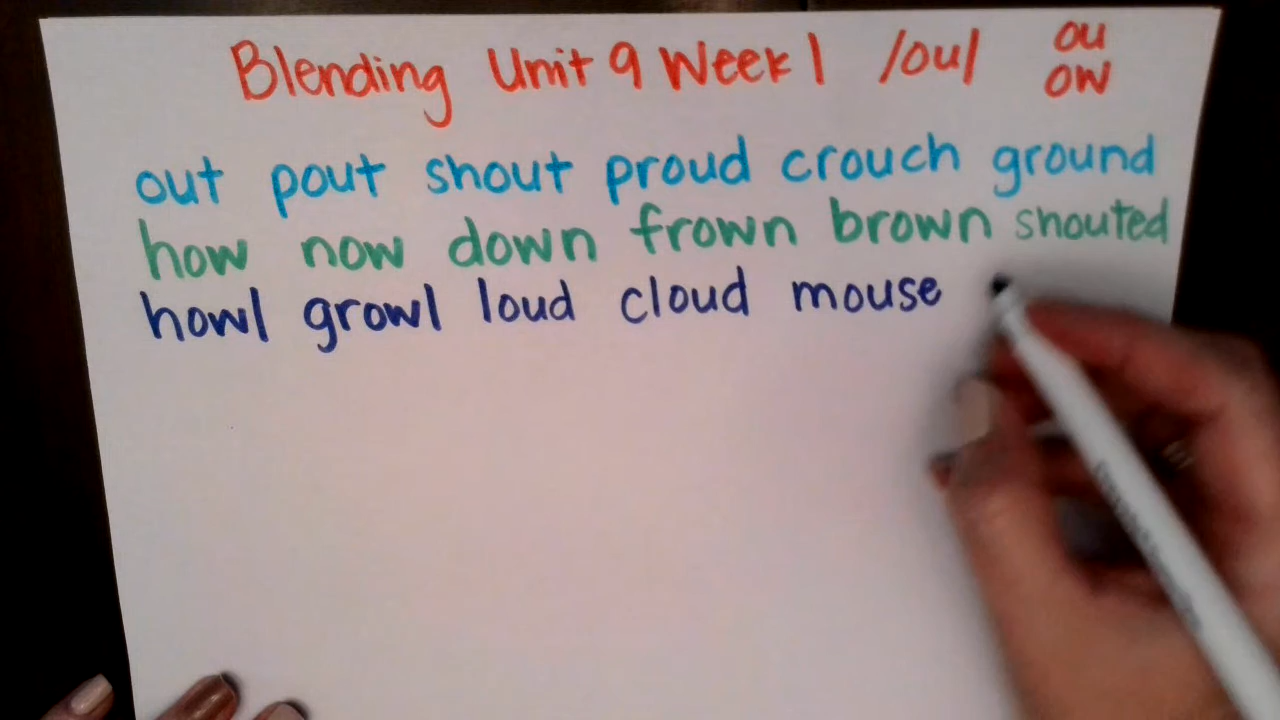 Blending Unit 9 Week 1 /ou/ ou
ow
out pout shout proud crouch ground
how now down frown brown shouted
howl growl loud cloud mouse